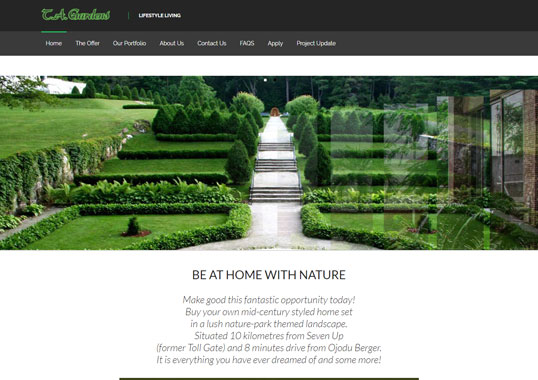 T.A. Gardens
LIFESTYLE LIVING
Home The Offer Our Portfolio About Us Contact Us FAQS Apply Project Update
BE AT HOME WITH NATURE
Make good this fantastic opportunity today!
Buy your own mid-century styled home set
in a lush nature-park themed landscape.
Situated 10 kilometres from Seven Up
(former Toll Gate) and 8 minutes drive from Ojodu Berger.
It is everything you have ever dreamed of and some more!